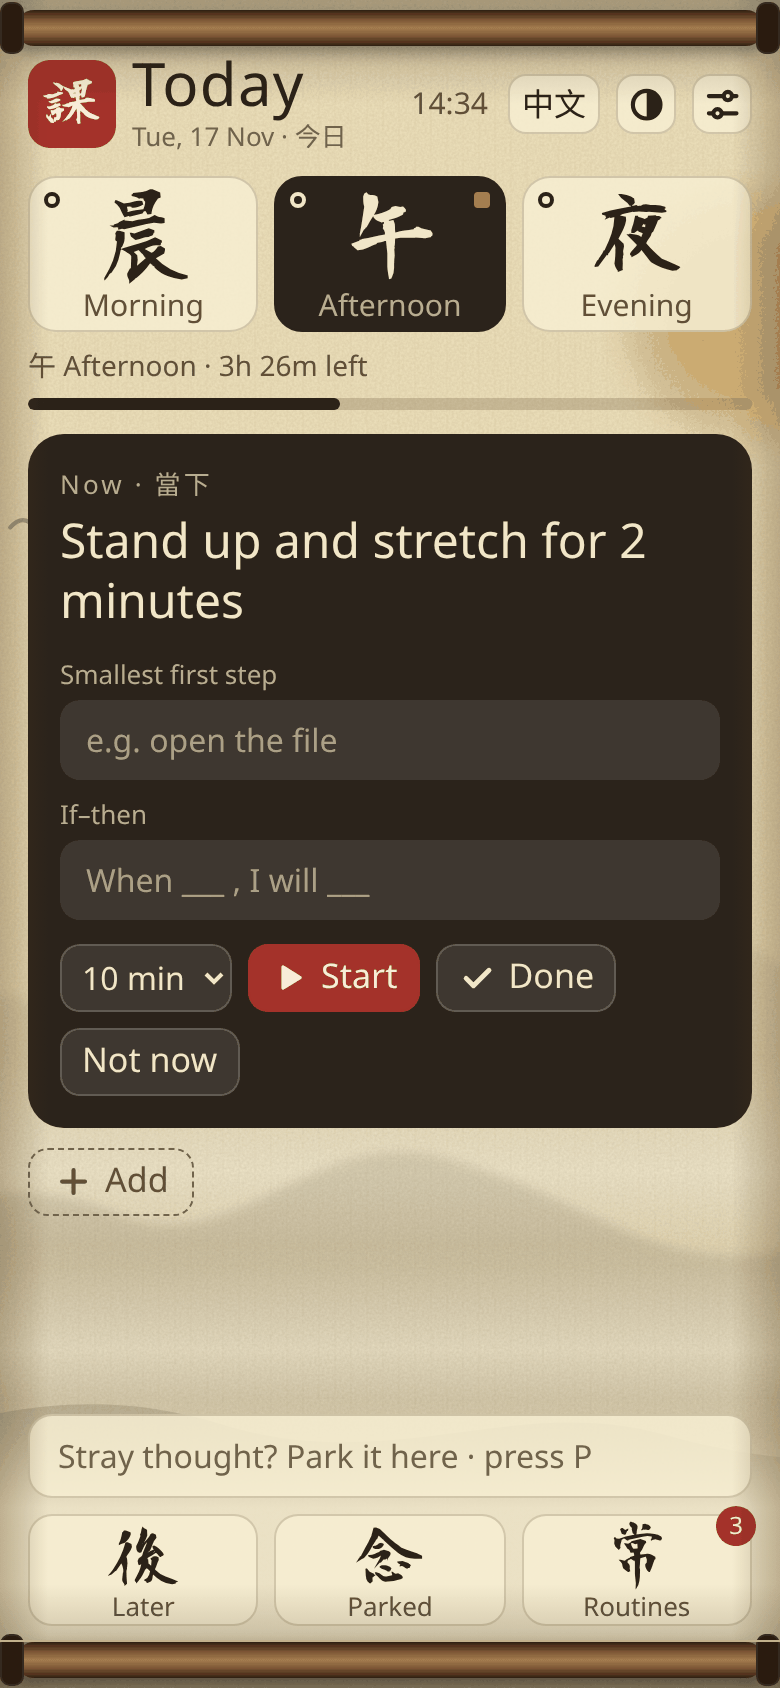 課
Today
Tue, 17 Nov · 今日
14:34
中文
晨
Morning
午
Afternoon
夜
Evening
午 Afternoon · 3h 26m left
Now · 當下
Stand up and stretch for 2
minutes
Smallest first step
e.g. open the file
If–then
When ___ , I will ___
10 min
Start
Done
Not now
Add
Stray thought? Park it here · press P
後
Later
念
Parked
常
Routines
3